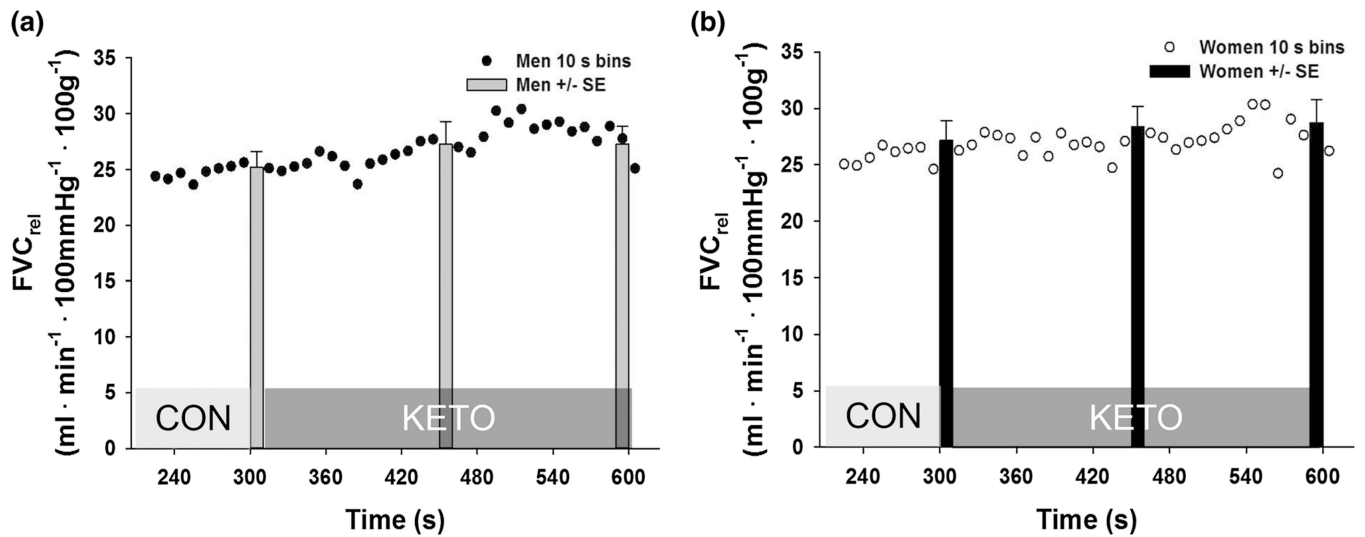 (a)
Men 10 s bins
Men +/- SE
FVCrel
(ml · min-1 · 100mmHg-1 · 100g-1)
35
30
25
20
15
10
5
0
CON
KETO
240
300
360
420
480
540
600
Time (s)
(b)
Women 10 s bins
Women +/- SE
FVCrel
(ml · min-1 · 100mmHg-1 · 100g-1)
35
30
25
20
15
10
5
0
CON
KETO
240
300
360
420
480
540
600
Time (s)